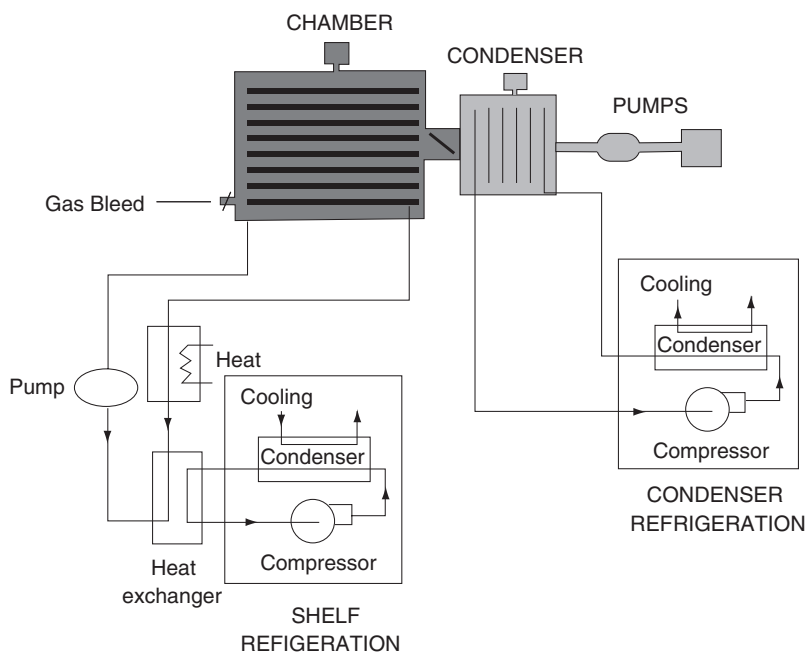 CHAMBER
CONDENSER
PUMPS
Gas Bleed
Cooling
Condenser
Compressor
CONDENSER
REFRIGERATION
Heat
Pump
Cooling
Condenser
Compressor
Heat
exchanger
SHELF
REFIGERATION